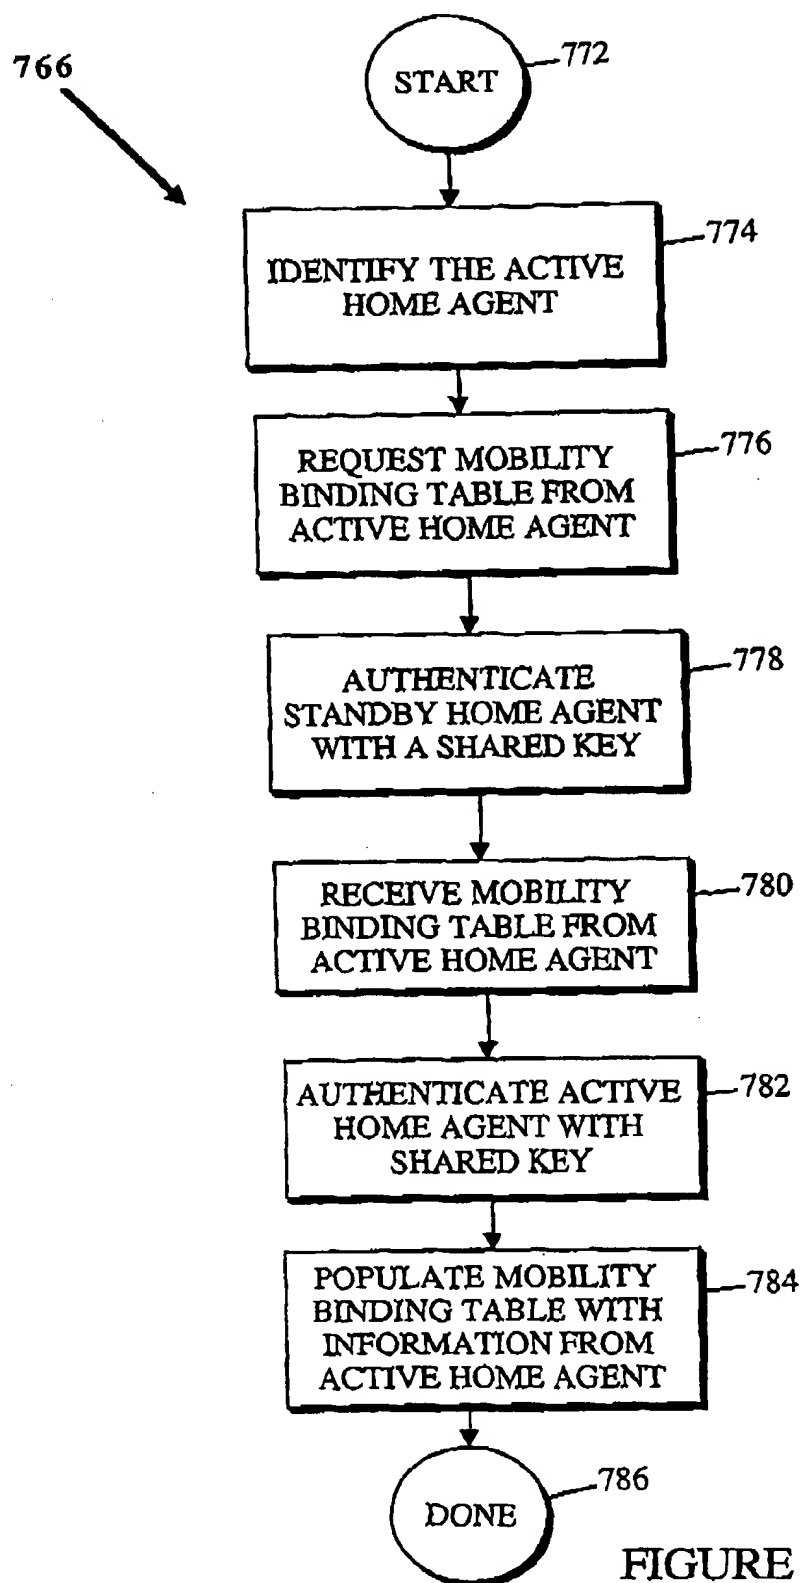 766
START
772
IDENTIFY THE ACTIVE
HOME AGENT
774
REQUEST MOBILITY
BINDING TABLE FROM
ACTIVE HOME AGENT
776
AUTHENTICATE
STANDBY HOME AGENT
WITH A SHARED KEY
778
RECEIVE MOBILITY
BINDING TABLE FROM
ACTIVE HOME AGENT
780
AUTHENTICATE ACTIVE
HOME AGENT WITH
SHARED KEY
782
POPULATE MOBILITY
BINDING TABLE WITH
INFORMATION FROM
ACTIVE HOME AGENT
784
DONE
786
FIGURE